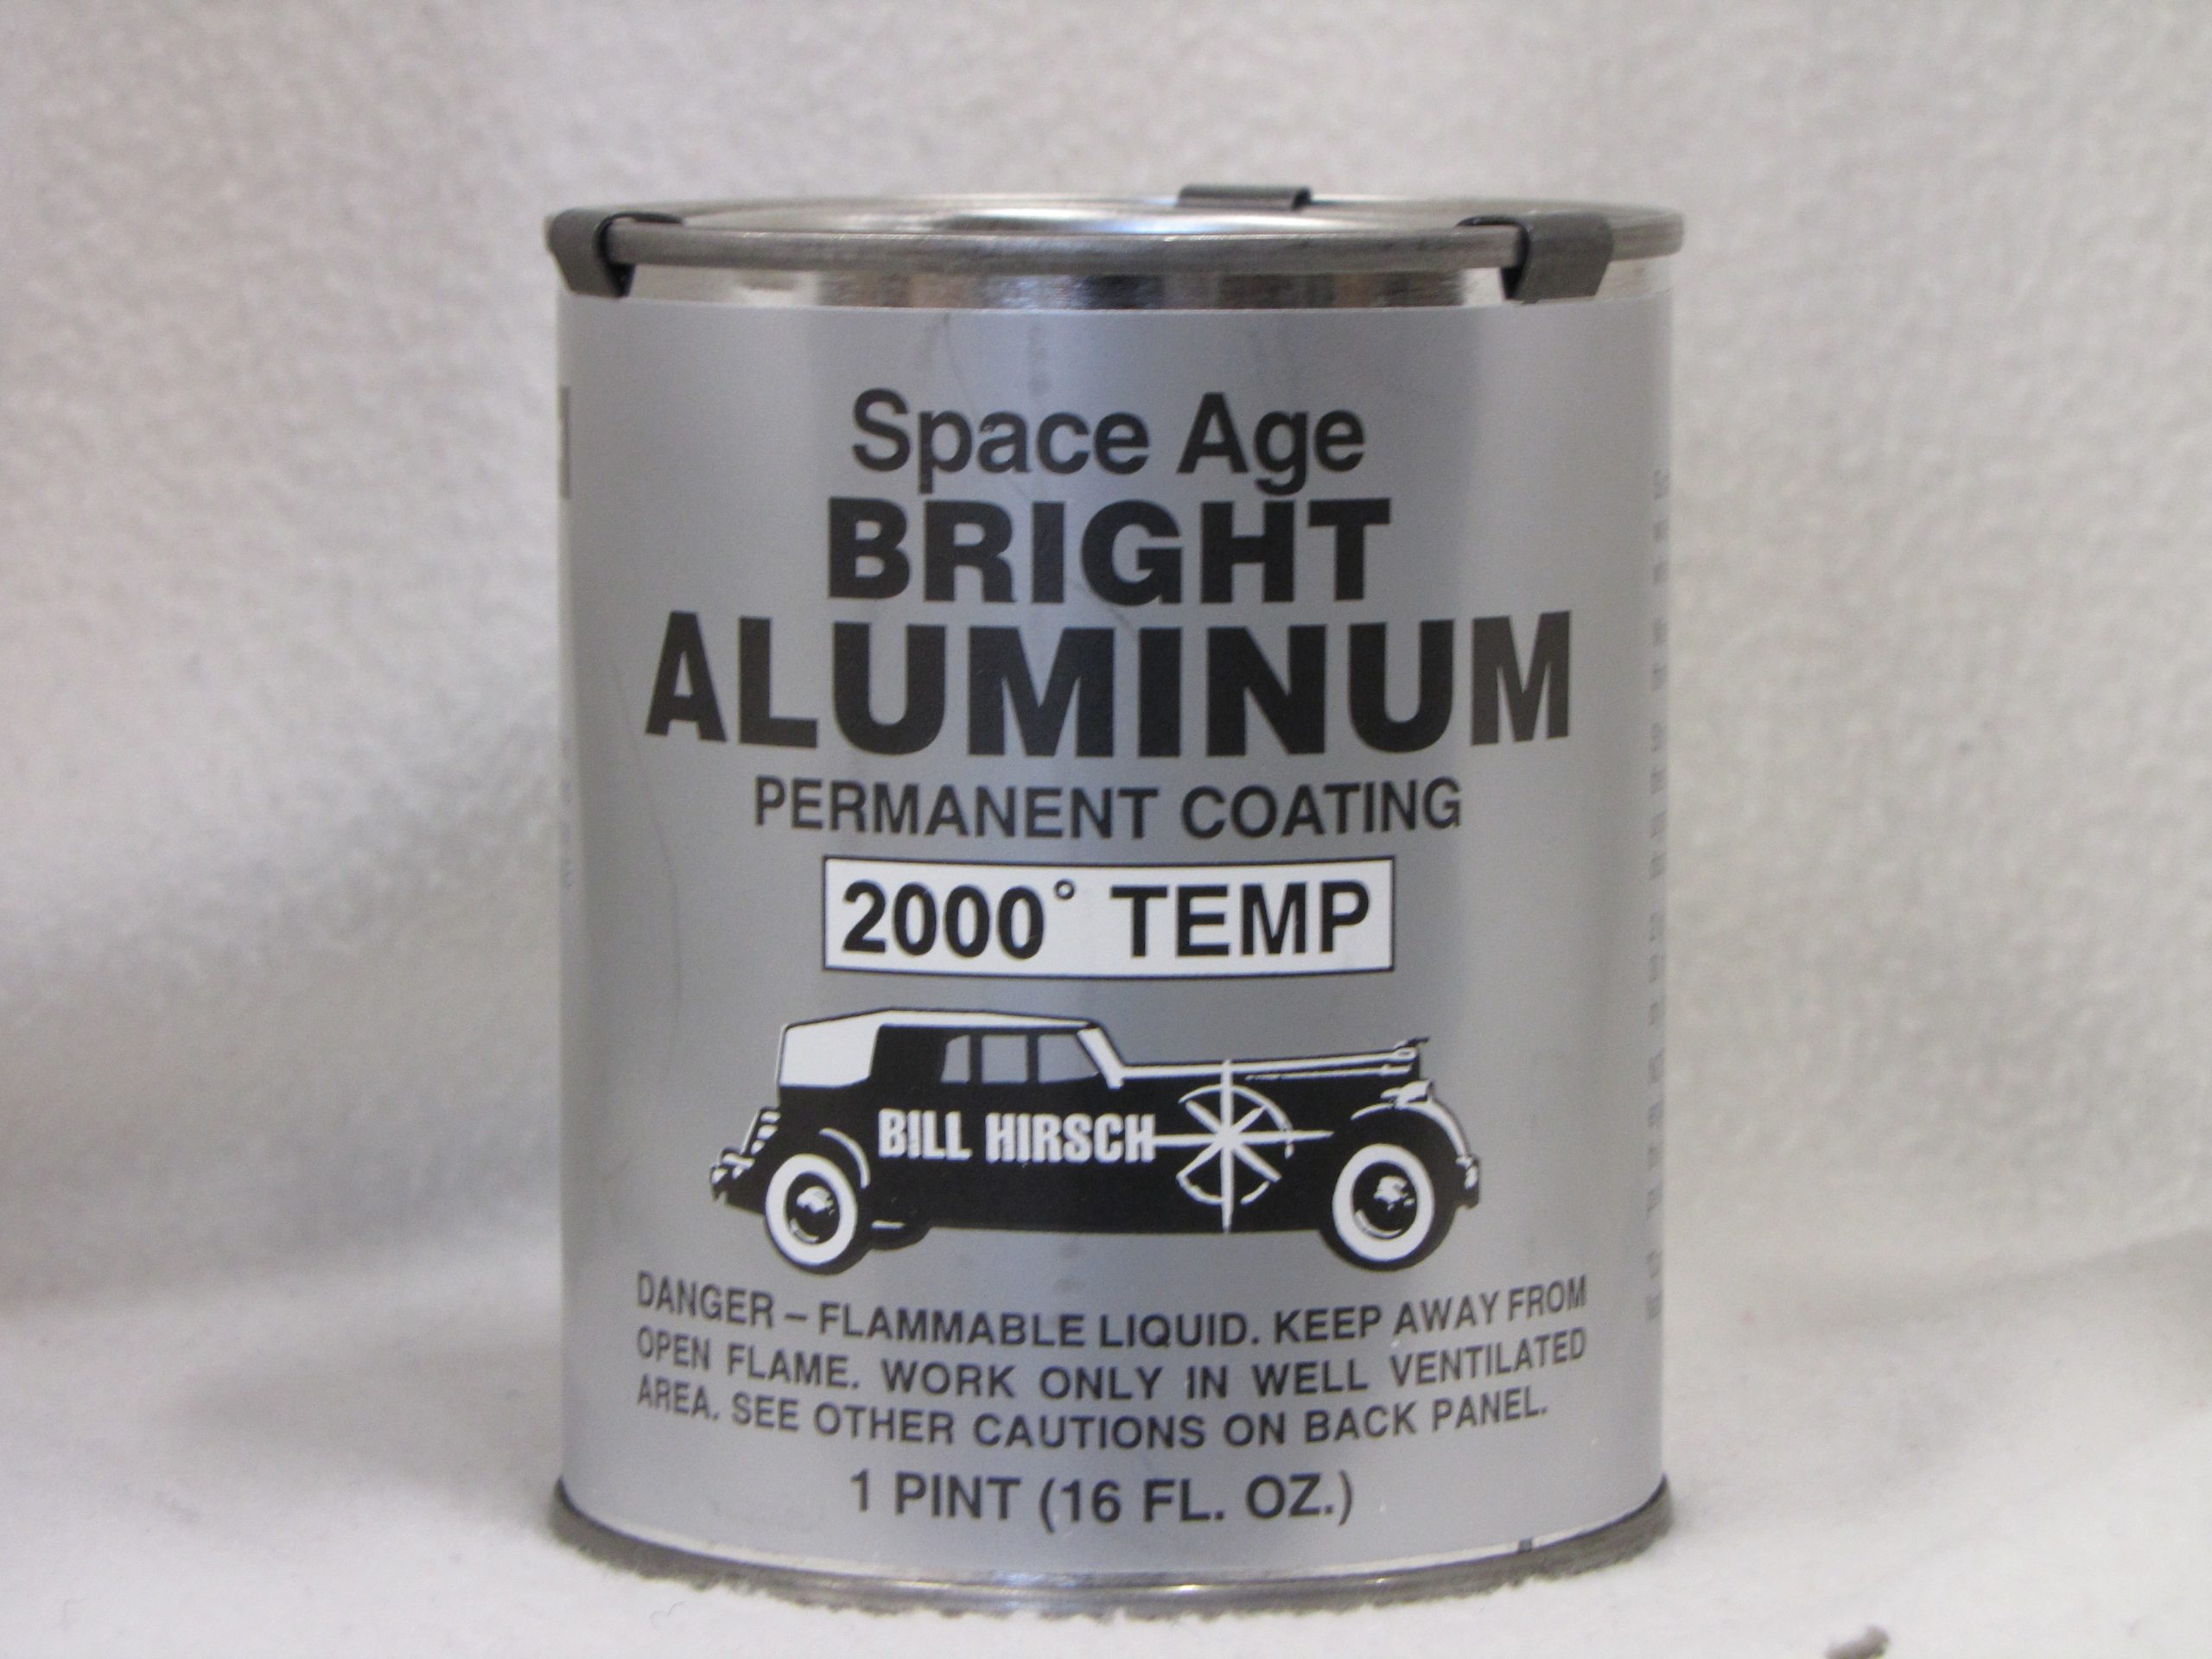 Space Age
BRIGHT
ALUMINUM
PERMANENT COATING
2000° TEMP
BILL HIRSCH
DANGER – FLAMMABLE LIQUID. KEEP AWAY FROM
OPEN FLAME. WORK ONLY IN WELL VENTILATED
AREA. SEE OTHER CAUTIONS ON BACK PANEL.
1 PINT (16 FL. OZ.)